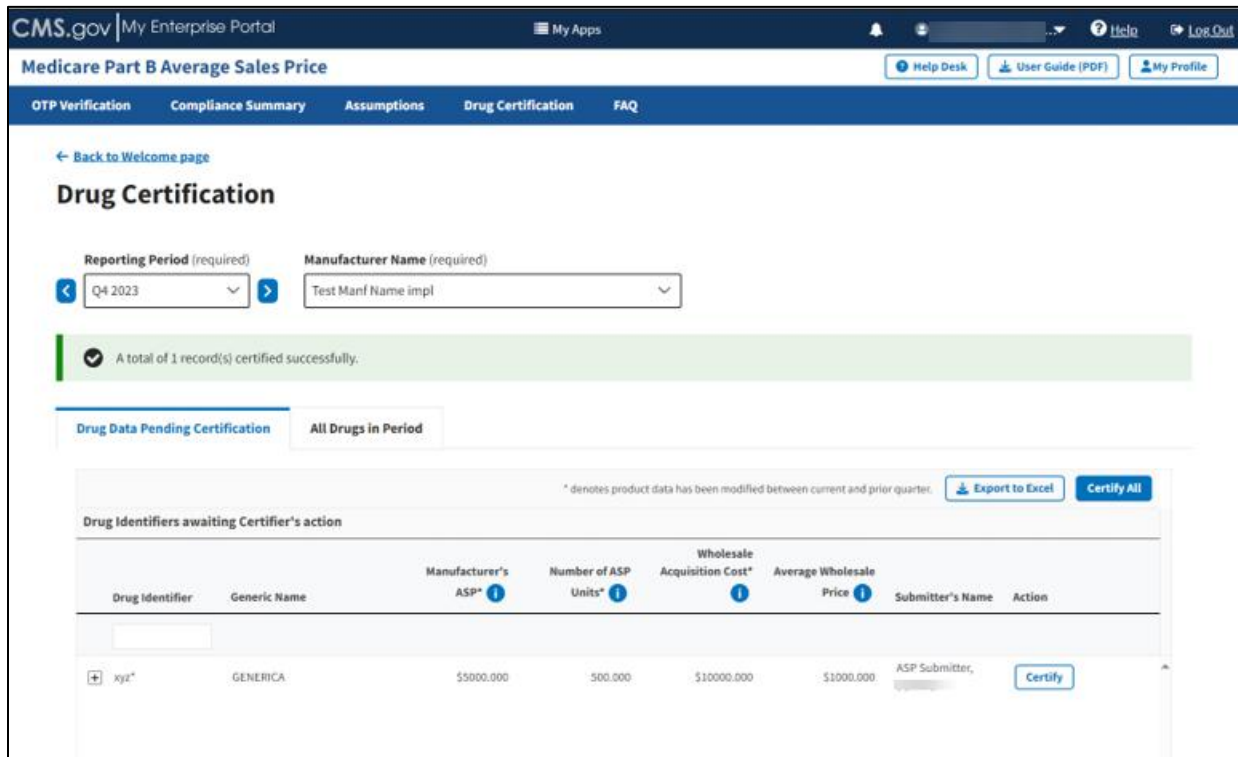 CMS.gov My Enterprise Portal My Apps ..▾ Help Log Out
Medicare Part B Average Sales Price Help Desk User Guide (PDF) My Profile
OTP Verification Compliance Summary Assumptions Drug Certification FAQ
← Back to Welcome page
Drug Certification
Reporting Period (required) Manufacturer Name (required)
Q4 2023 Test Manf Name impl
A total of 1 record(s) certified successfully.
Drug Data Pending Certification All Drugs in Period
* denotes product data has been modified between current and prior quarter. Export to Excel Certify All
Drug Identifiers awaiting Certifier's action
Wholesale
Manufacturer's Number of ASP Acquisition Cost* Average Wholesale
Drug Identifier Generic Name ASP* Units* Price Submitter's Name Action
ASP Submitter,
xyz* GENERICA $5000.000 500.000 $10000.000 $1000.000 Certify